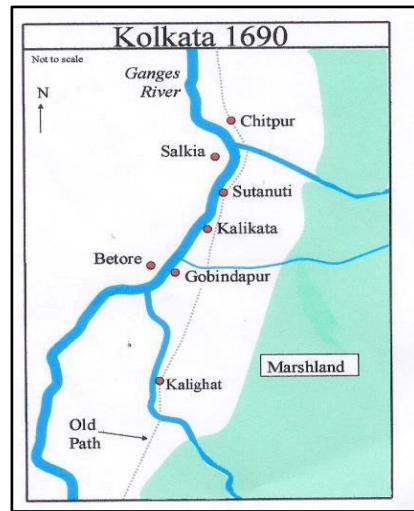 Kolkata 1690
Not to scale
Ganges
River
N
Chitpur
Salkia
Sutanuti
Kalikata
Betore
Gobindapur
Marshland
Kalighat
Old
Path